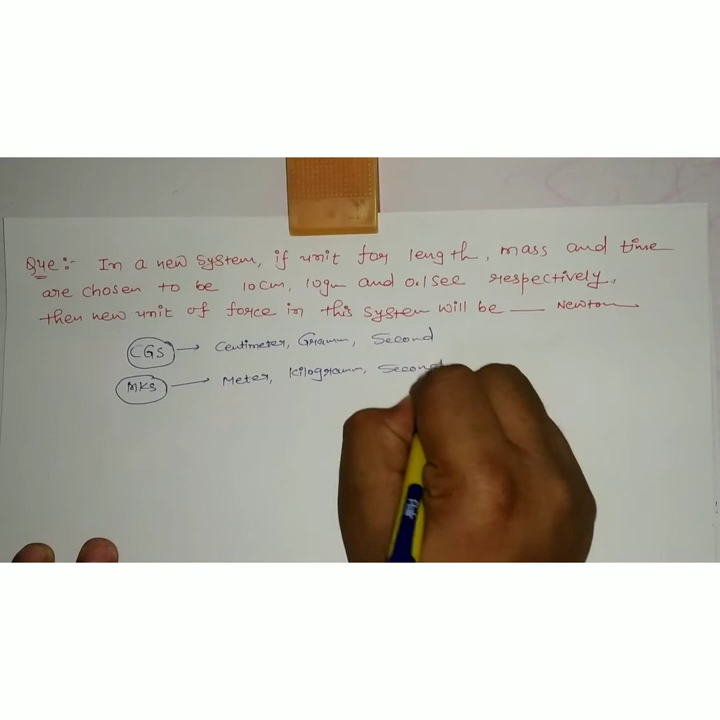 Que:- In a new system, if unit for length, mass and time
are chosen to be 10cm, 10gm and 0.1sec respectively,
then new unit of force in this system will be ___ Newton
CGS → Centimeter, Gramm, Second
MKS → Meter, Kilogramm, Second